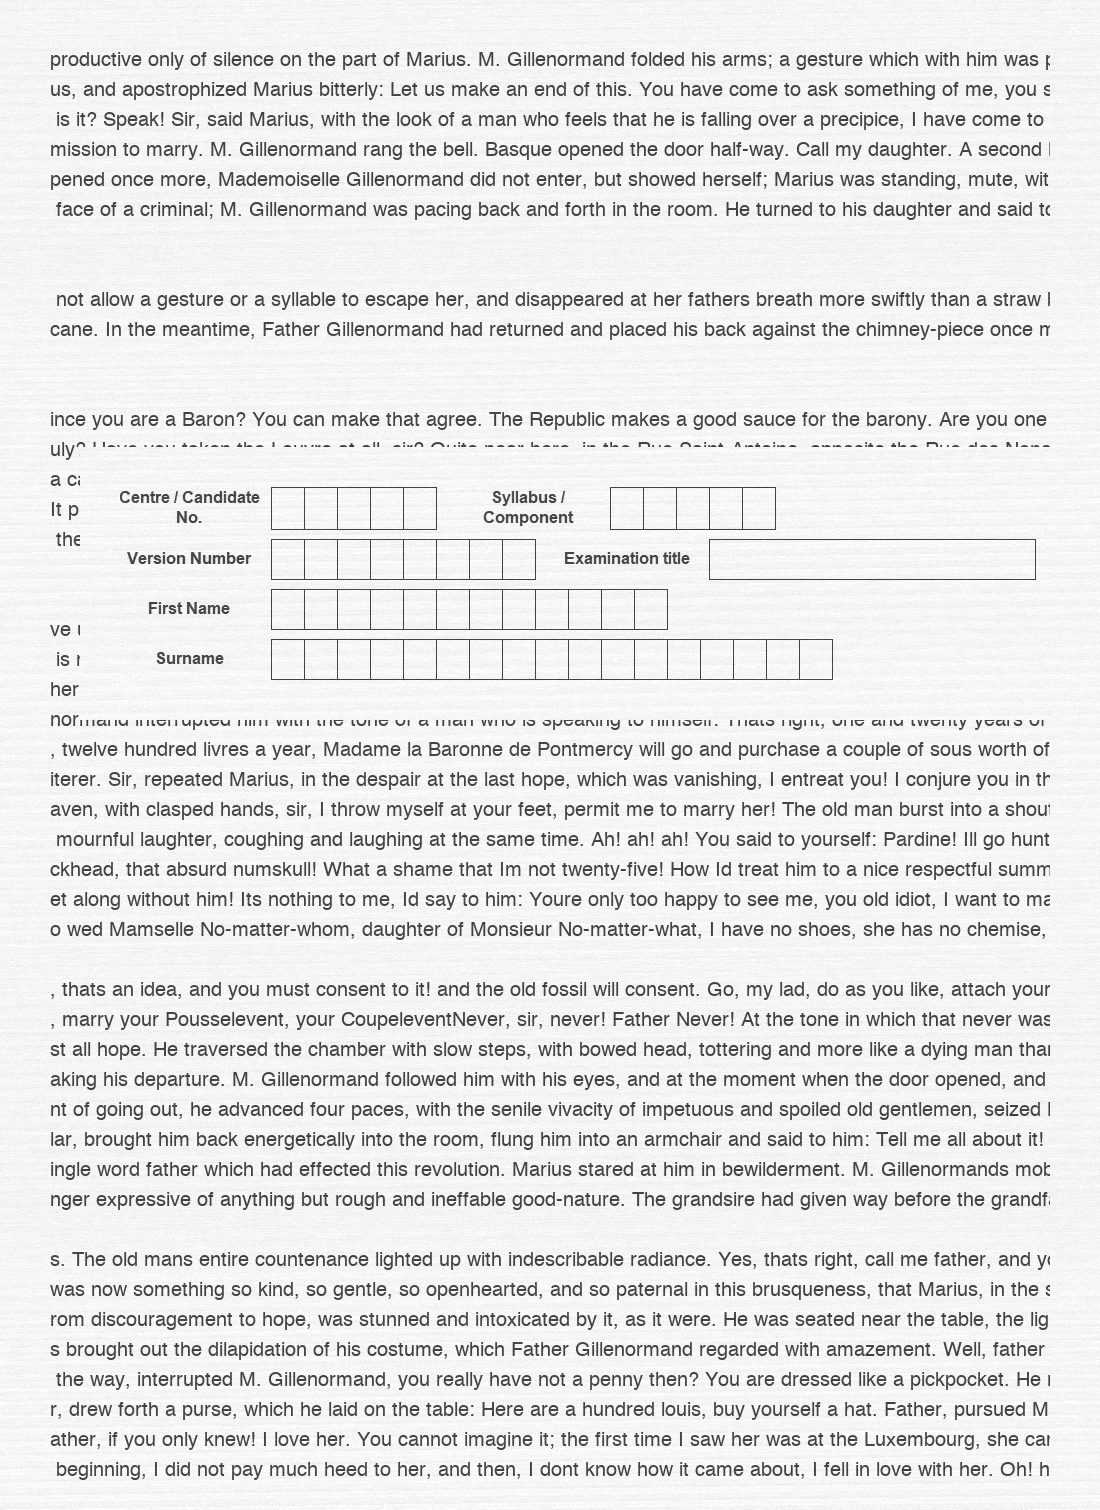 productive only of silence on the part of Marius. M. Gillenormand folded his arms; a gesture which with him was
us, and apostrophized Marius bitterly: Let us make an end of this. You have come to ask something of me, you
is it? Speak! Sir, said Marius, with the look of a man who feels that he is falling over a precipice, I have come to
mission to marry. M. Gillenormand rang the bell. Basque opened the door half-way. Call my daughter. A second
pened once more, Mademoiselle Gillenormand did not enter, but showed herself; Marius was standing, mute, wit
face of a criminal; M. Gillenormand was pacing back and forth in the room. He turned to his daughter and said to
not allow a gesture or a syllable to escape her, and disappeared at her fathers breath more swiftly than a straw
cane. In the meantime, Father Gillenormand had returned and placed his back against the chimney-piece once
ince you are a Baron? You can make that agree. The Republic makes a good sauce for the barony. Are you one
uly? Have you taken the Louvre at all, sir? Quite near here, in the Rue Saint-Antoine, opposite the Rue des Nona
a
Centre / Candidate No.
Syllabus / Component
It p
the
Version Number
Examination title
First Name
ve
Surname
is
her
normand interrupted him with the tone of a man who is speaking to himself. Thats right, one and twenty years of
, twelve hundred livres a year, Madame la Baronne de Pontmercy will go and purchase a couple of sous worth of
iterer. Sir, repeated Marius, in the despair at the last hope, which was vanishing, I entreat you! I conjure you in th
aven, with clasped hands, sir, I throw myself at your feet, permit me to marry her! The old man burst into a shout
mournful laughter, coughing and laughing at the same time. Ah! ah! ah! You said to yourself: Pardine! Ill go hunt
ckhead, that absurd numskull! What a shame that Im not twenty-five! How Id treat him to a nice respectful summ
et along without him! Its nothing to me, Id say to him: Youre only too happy to see me, you old idiot, I want to ma
o wed Mamselle No-matter-whom, daughter of Monsieur No-matter-what, I have no shoes, she has no chemise,
, thats an idea, and you must consent to it! and the old fossil will consent. Go, my lad, do as you like, attach your
, marry your Pousselevent, your CoupeleventNever, sir, never! Father Never! At the tone in which that never was
st all hope. He traversed the chamber with slow steps, with bowed head, tottering and more like a dying man than
aking his departure. M. Gillenormand followed him with his eyes, and at the moment when the door opened, and
nt of going out, he advanced four paces, with the senile vivacity of impetuous and spoiled old gentlemen, seized
lar, brought him back energetically into the room, flung him into an armchair and said to him: Tell me all about it!
ingle word father which had effected this revolution. Marius stared at him in bewilderment. M. Gillenormands mob
nger expressive of anything but rough and ineffable good-nature. The grandsire had given way before the grandfa
s. The old mans entire countenance lighted up with indescribable radiance. Yes, thats right, call me father, and yo
was now something so kind, so gentle, so openhearted, and so paternal in this brusqueness, that Marius, in the s
rom discouragement to hope, was stunned and intoxicated by it, as it were. He was seated near the table, the lig
s brought out the dilapidation of his costume, which Father Gillenormand regarded with amazement. Well, father
the way, interrupted M. Gillenormand, you really have not a penny then? You are dressed like a pickpocket. He
r, drew forth a purse, which he laid on the table: Here are a hundred louis, buy yourself a hat. Father, pursued M
ather, if you only knew! I love her. You cannot imagine it; the first time I saw her was at the Luxembourg, she
beginning, I did not pay much heed to her, and then, I dont know how it came about, I fell in love with her. Oh! h